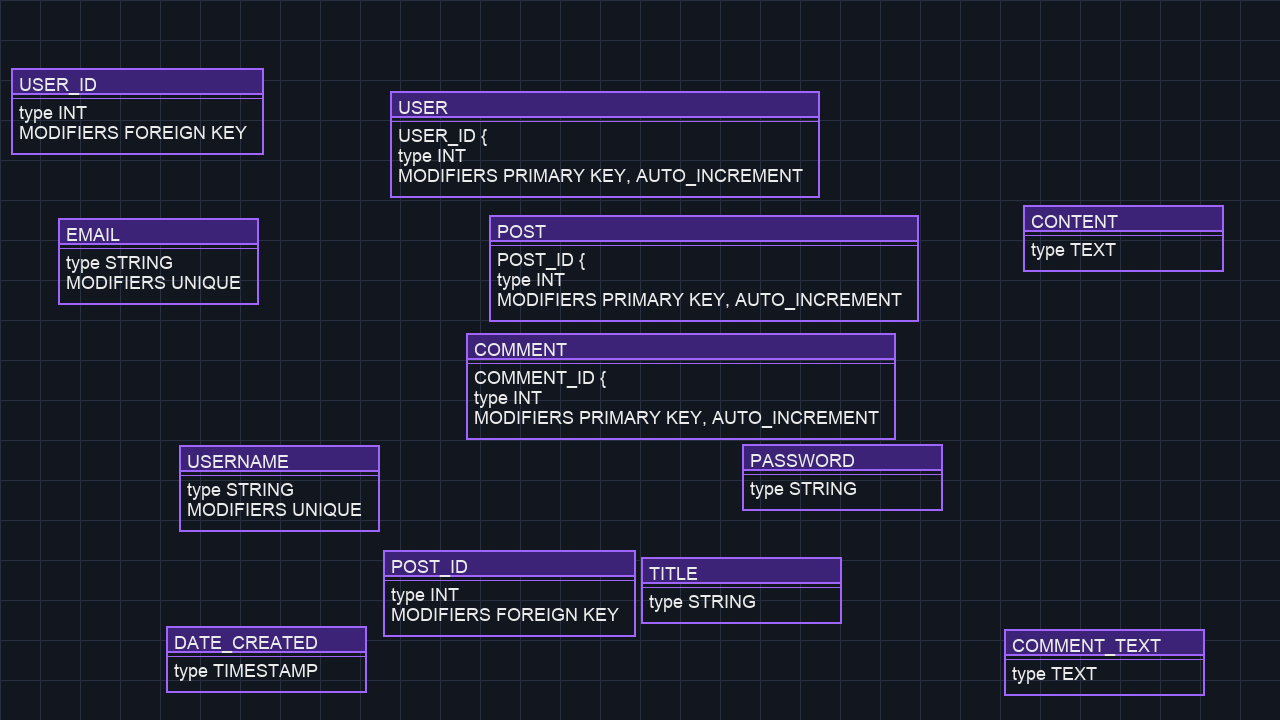 USER_ID
type INT
MODIFIERS FOREIGN KEY
USER
USER_ID {
type INT
MODIFIERS PRIMARY KEY, AUTO_INCREMENT
EMAIL
type STRING
MODIFIERS UNIQUE
POST
POST_ID {
type INT
MODIFIERS PRIMARY KEY, AUTO_INCREMENT
CONTENT
type TEXT
COMMENT
COMMENT_ID {
type INT
MODIFIERS PRIMARY KEY, AUTO_INCREMENT
USERNAME
type STRING
MODIFIERS UNIQUE
PASSWORD
type STRING
POST_ID
type INT
MODIFIERS FOREIGN KEY
TITLE
type STRING
DATE_CREATED
type TIMESTAMP
COMMENT_TEXT
type TEXT